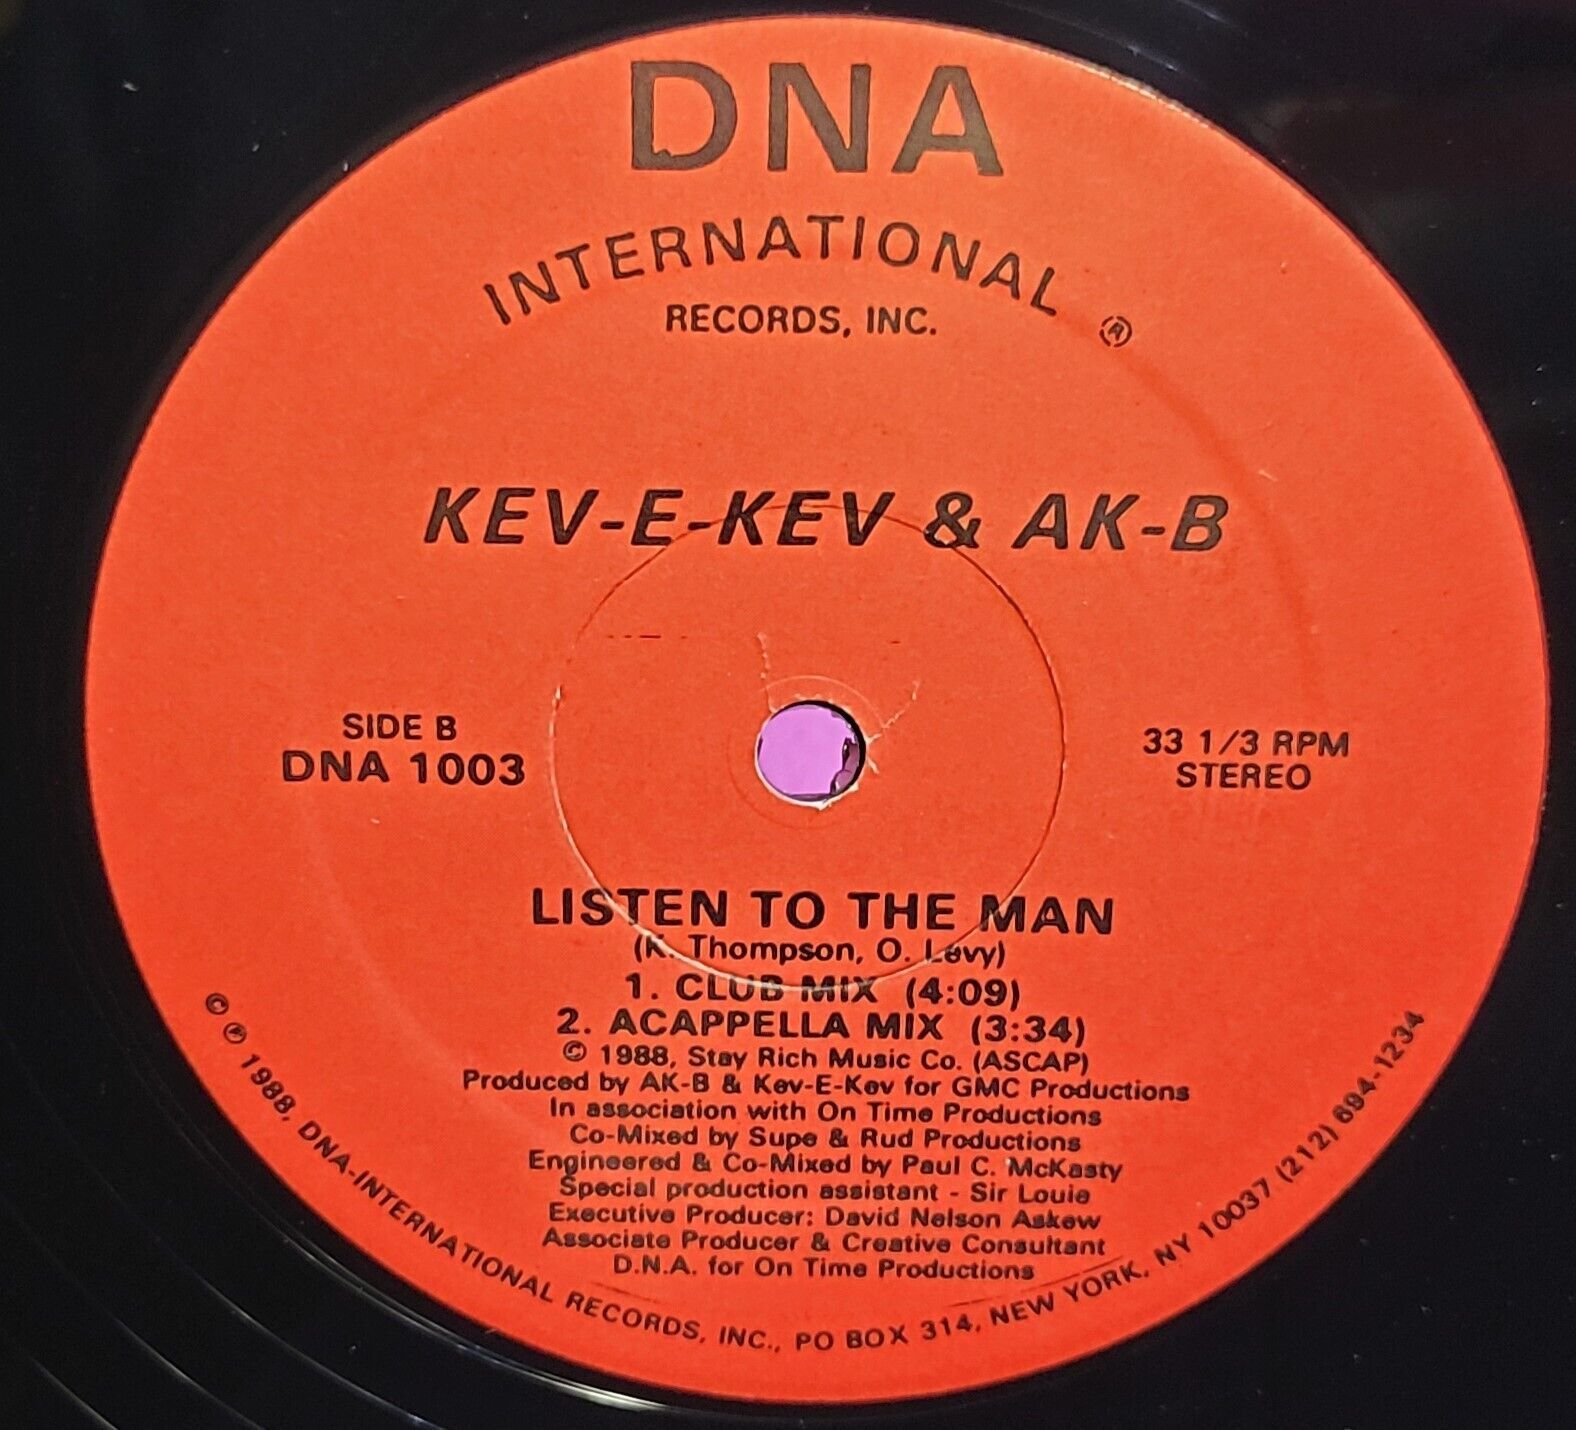 DNA
INTERNATIONAL ®
RECORDS, INC.
KEV-E-KEV & AK-B
SIDE B
DNA 1003
33 1/3 RPM
STEREO
LISTEN TO THE MAN
(K. Thompson, O. Levy)
1. CLUB MIX (4:09)
2. ACAPPELLA MIX (3:34)
© 1988, Stay Rich Music Co. (ASCAP)
Produced by AK-B & Kev-E-Kev for GMC Productions
In association with On Time Productions
Co-Mixed by Supe & Rud Productions
Engineered & Co-Mixed by Paul C. McKasty
Special production assistant - Sir Louie
Executive Producer: David Nelson Askew
Associate Producer & Creative Consultant
D.N.A. for On Time Productions
© ℗ 1988, DNA-INTERNATIONAL RECORDS, INC., PO BOX 314, NEW YORK, NY 10037 (212) 694-1234